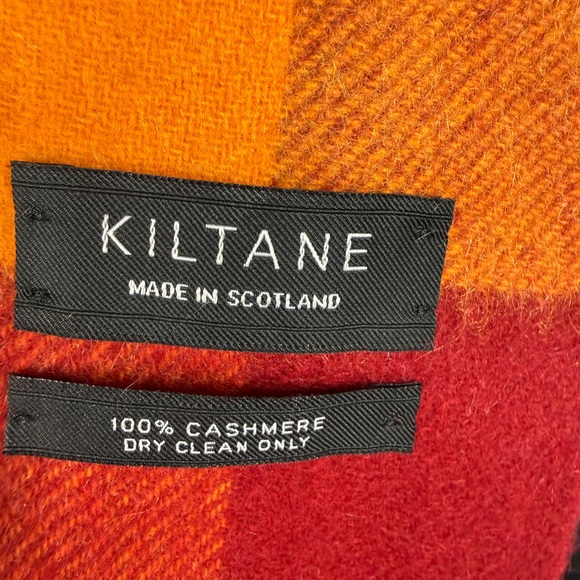 KILTANE
MADE IN SCOTLAND
100% CASHMERE
DRY CLEAN ONLY